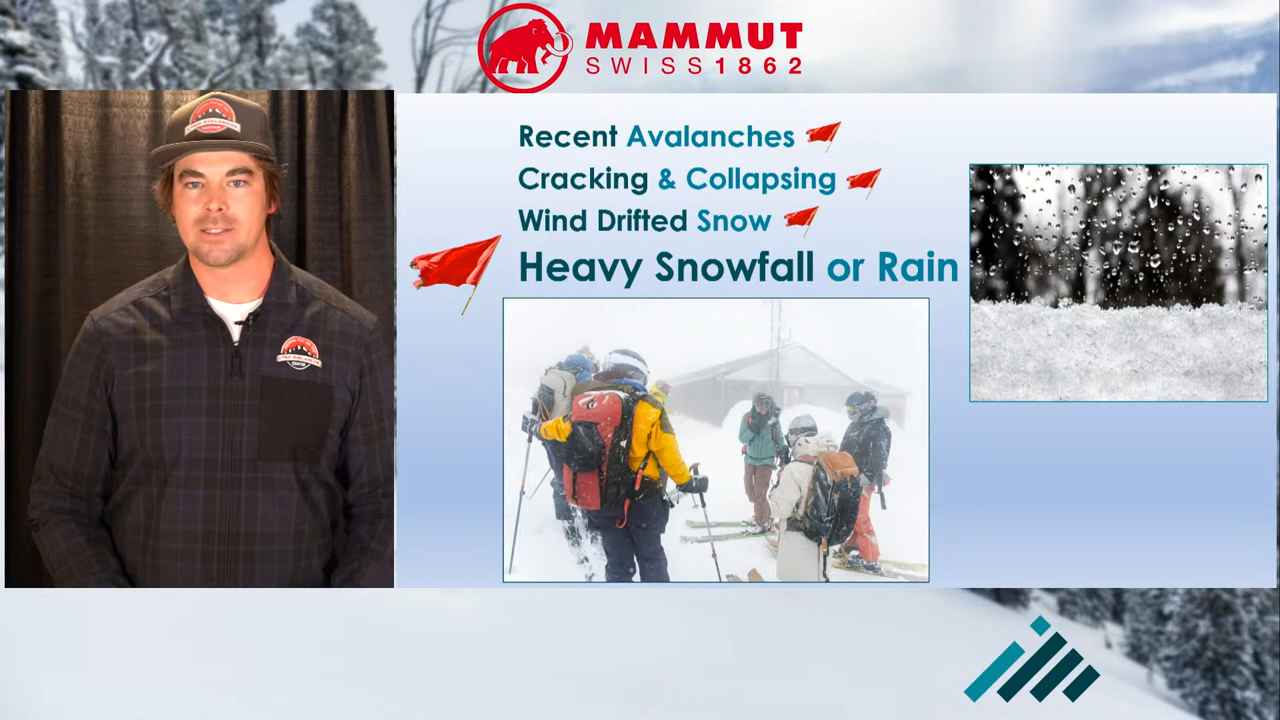 MAMMUT
SWISS 1862
Recent Avalanches
Cracking & Collapsing
Wind Drifted Snow
Heavy Snowfall or Rain